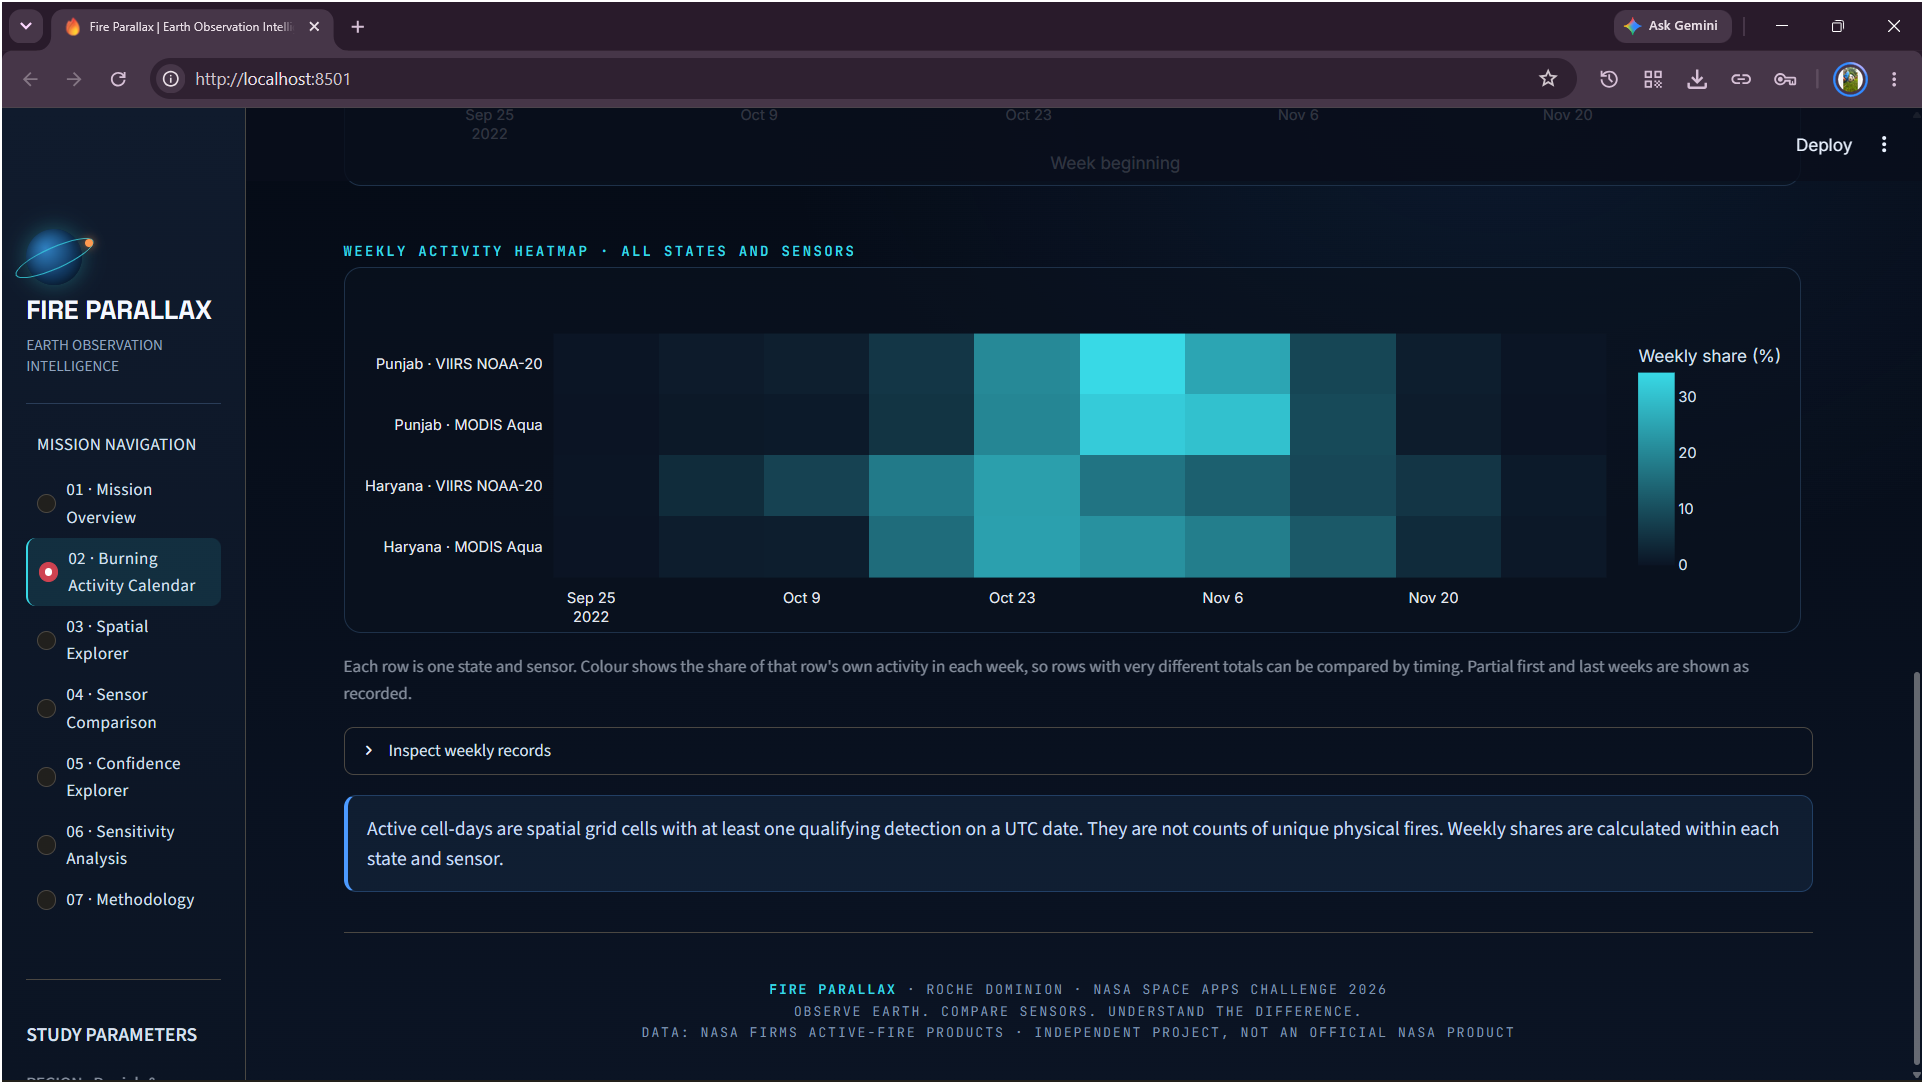 Fire Parallax | Earth Observation Intelli
Ask Gemini
http://localhost:8501
Deploy
Sep 25
2022
Oct 9
Oct 23
Nov 6
Nov 20
Week beginning
FIRE PARALLAX
EARTH OBSERVATION
INTELLIGENCE
MISSION NAVIGATION
01 · Mission
Overview
02 · Burning
Activity Calendar
03 · Spatial
Explorer
04 · Sensor
Comparison
05 · Confidence
Explorer
06 · Sensitivity
Analysis
07 · Methodology
STUDY PARAMETERS
WEEKLY ACTIVITY HEATMAP · ALL STATES AND SENSORS
Punjab · VIIRS NOAA-20
Punjab · MODIS Aqua
Haryana · VIIRS NOAA-20
Haryana · MODIS Aqua
Sep 25
2022
Oct 9
Oct 23
Nov 6
Nov 20
Weekly share (%)
30
20
10
0
Each row is one state and sensor. Colour shows the share of that row's own activity in each week, so rows with very different totals can be compared by timing. Partial first and last weeks are shown as
recorded.
Inspect weekly records
Active cell-days are spatial grid cells with at least one qualifying detection on a UTC date. They are not counts of unique physical fires. Weekly shares are calculated within each
state and sensor.
FIRE PARALLAX · ROCHE DOMINION · NASA SPACE APPS CHALLENGE 2026
OBSERVE EARTH. COMPARE SENSORS. UNDERSTAND THE DIFFERENCE.
DATA: NASA FIRMS ACTIVE-FIRE PRODUCTS · INDEPENDENT PROJECT, NOT AN OFFICIAL NASA PRODUCT